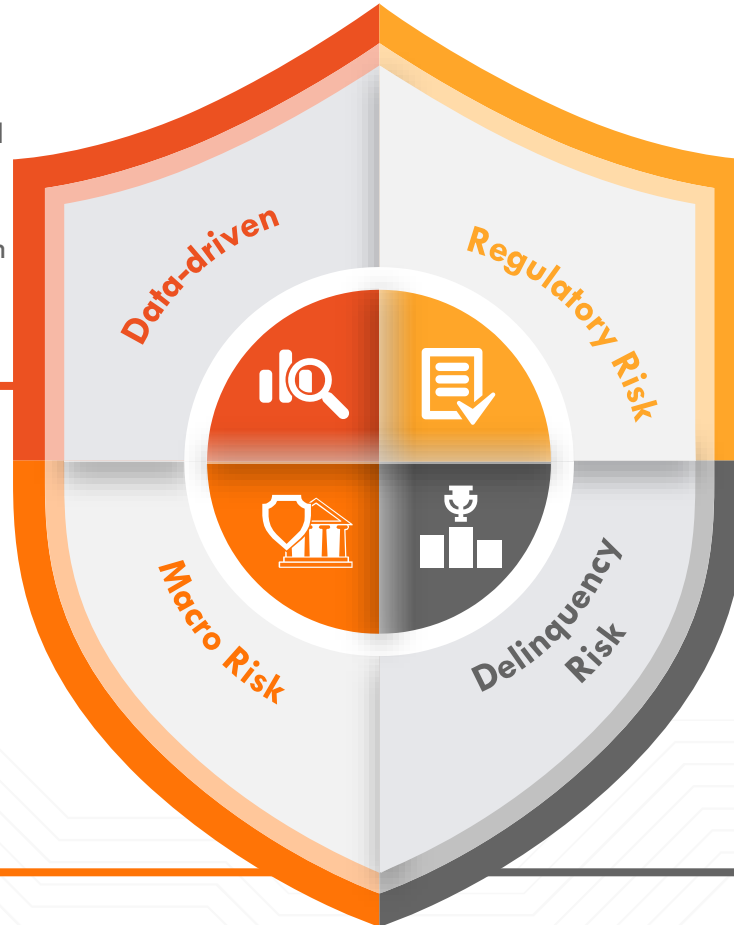 Data-driven
Regulatory Risk
Macro Risk
Delinquency
Risk